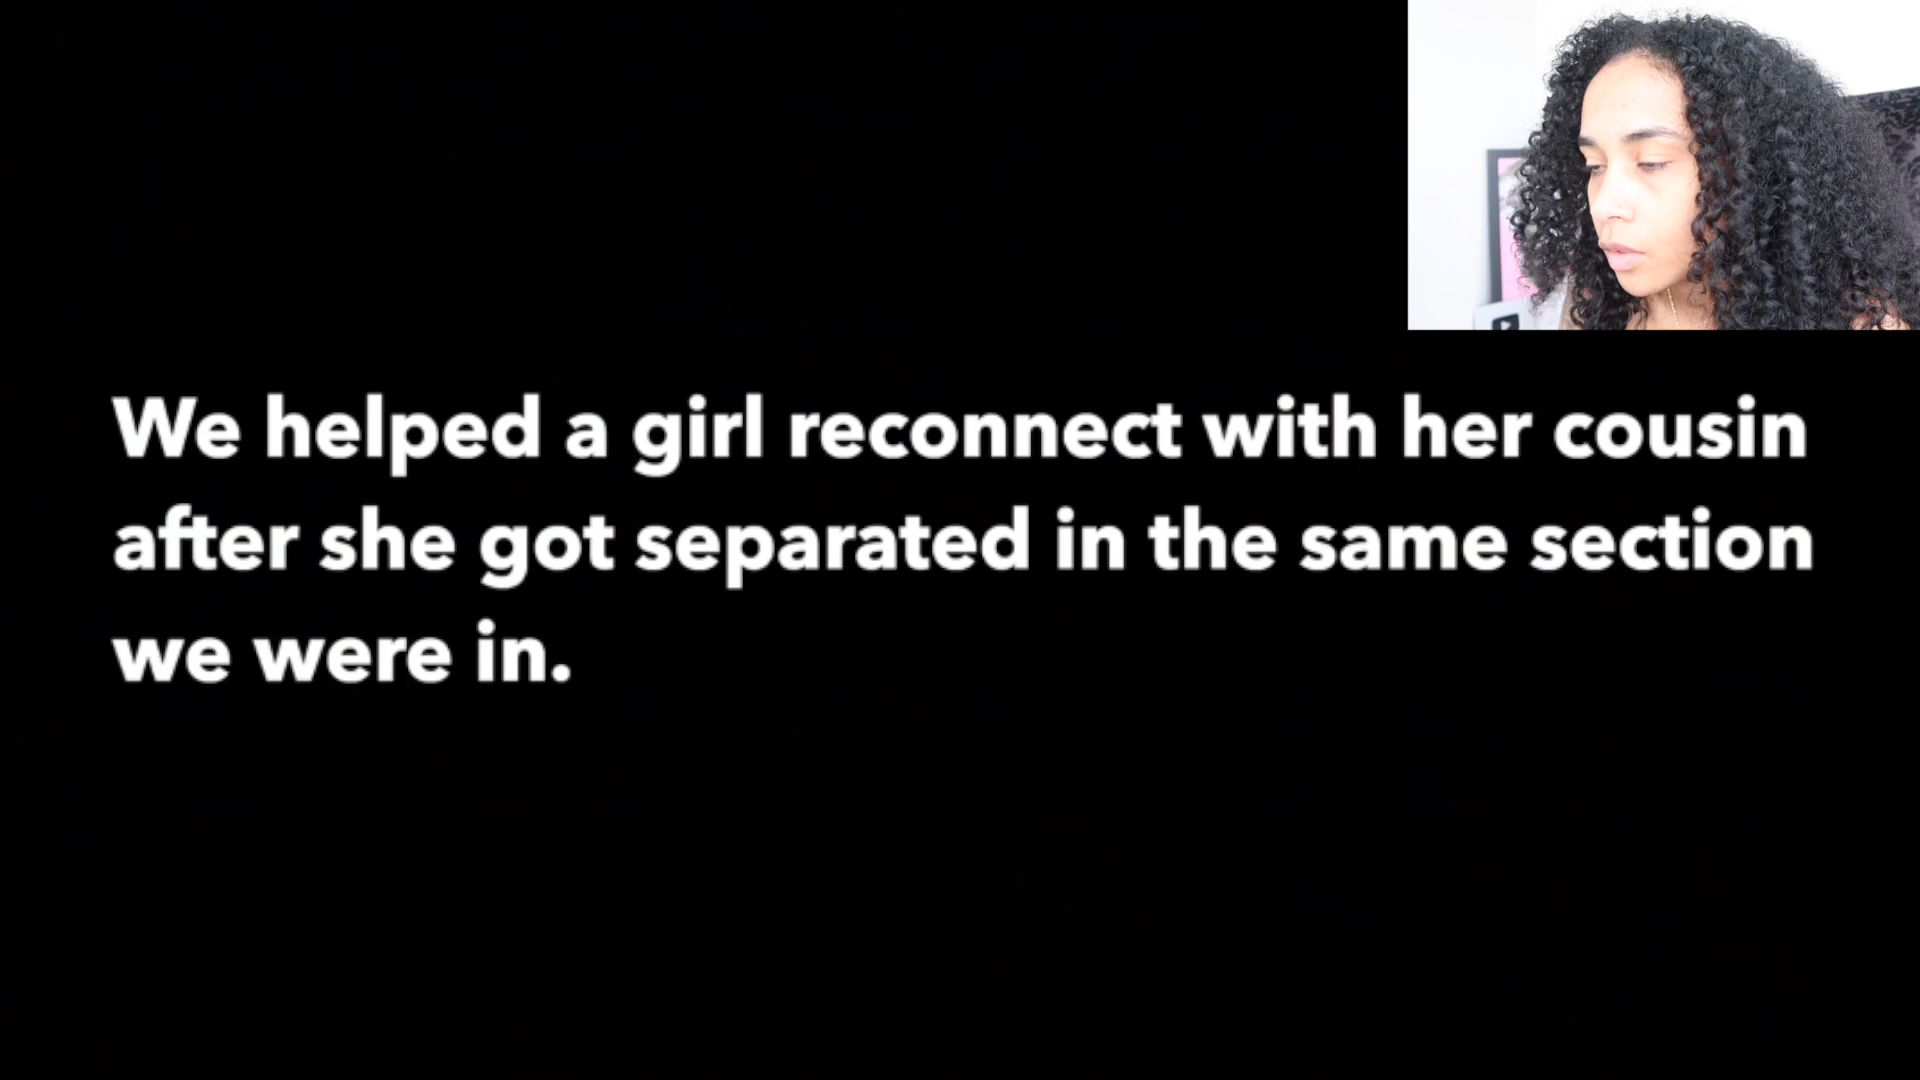 We helped a girl reconnect with her cousin
after she got separated in the same section
we were in.